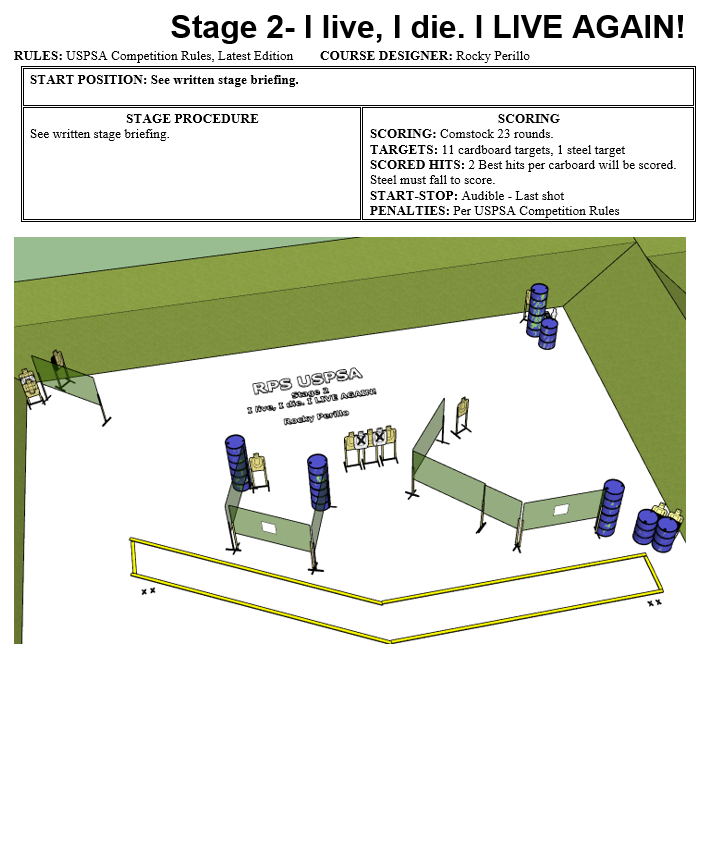 Stage 2- I live, I die. I LIVE AGAIN!
RULES: USPSA Competition Rules, Latest Edition COURSE DESIGNER: Rocky Perillo
START POSITION: See written stage briefing.
STAGE PROCEDURE
See written stage briefing.
SCORING
SCORING: Comstock 23 rounds.
TARGETS: 11 cardboard targets, 1 steel target
SCORED HITS: 2 Best hits per carboard will be scored.
Steel must fall to score.
START-STOP: Audible - Last shot
PENALTIES: Per USPSA Competition Rules
RPS USPSA
Stage 2
I live, I die. I LIVE AGAIN!
Rocky Perillo